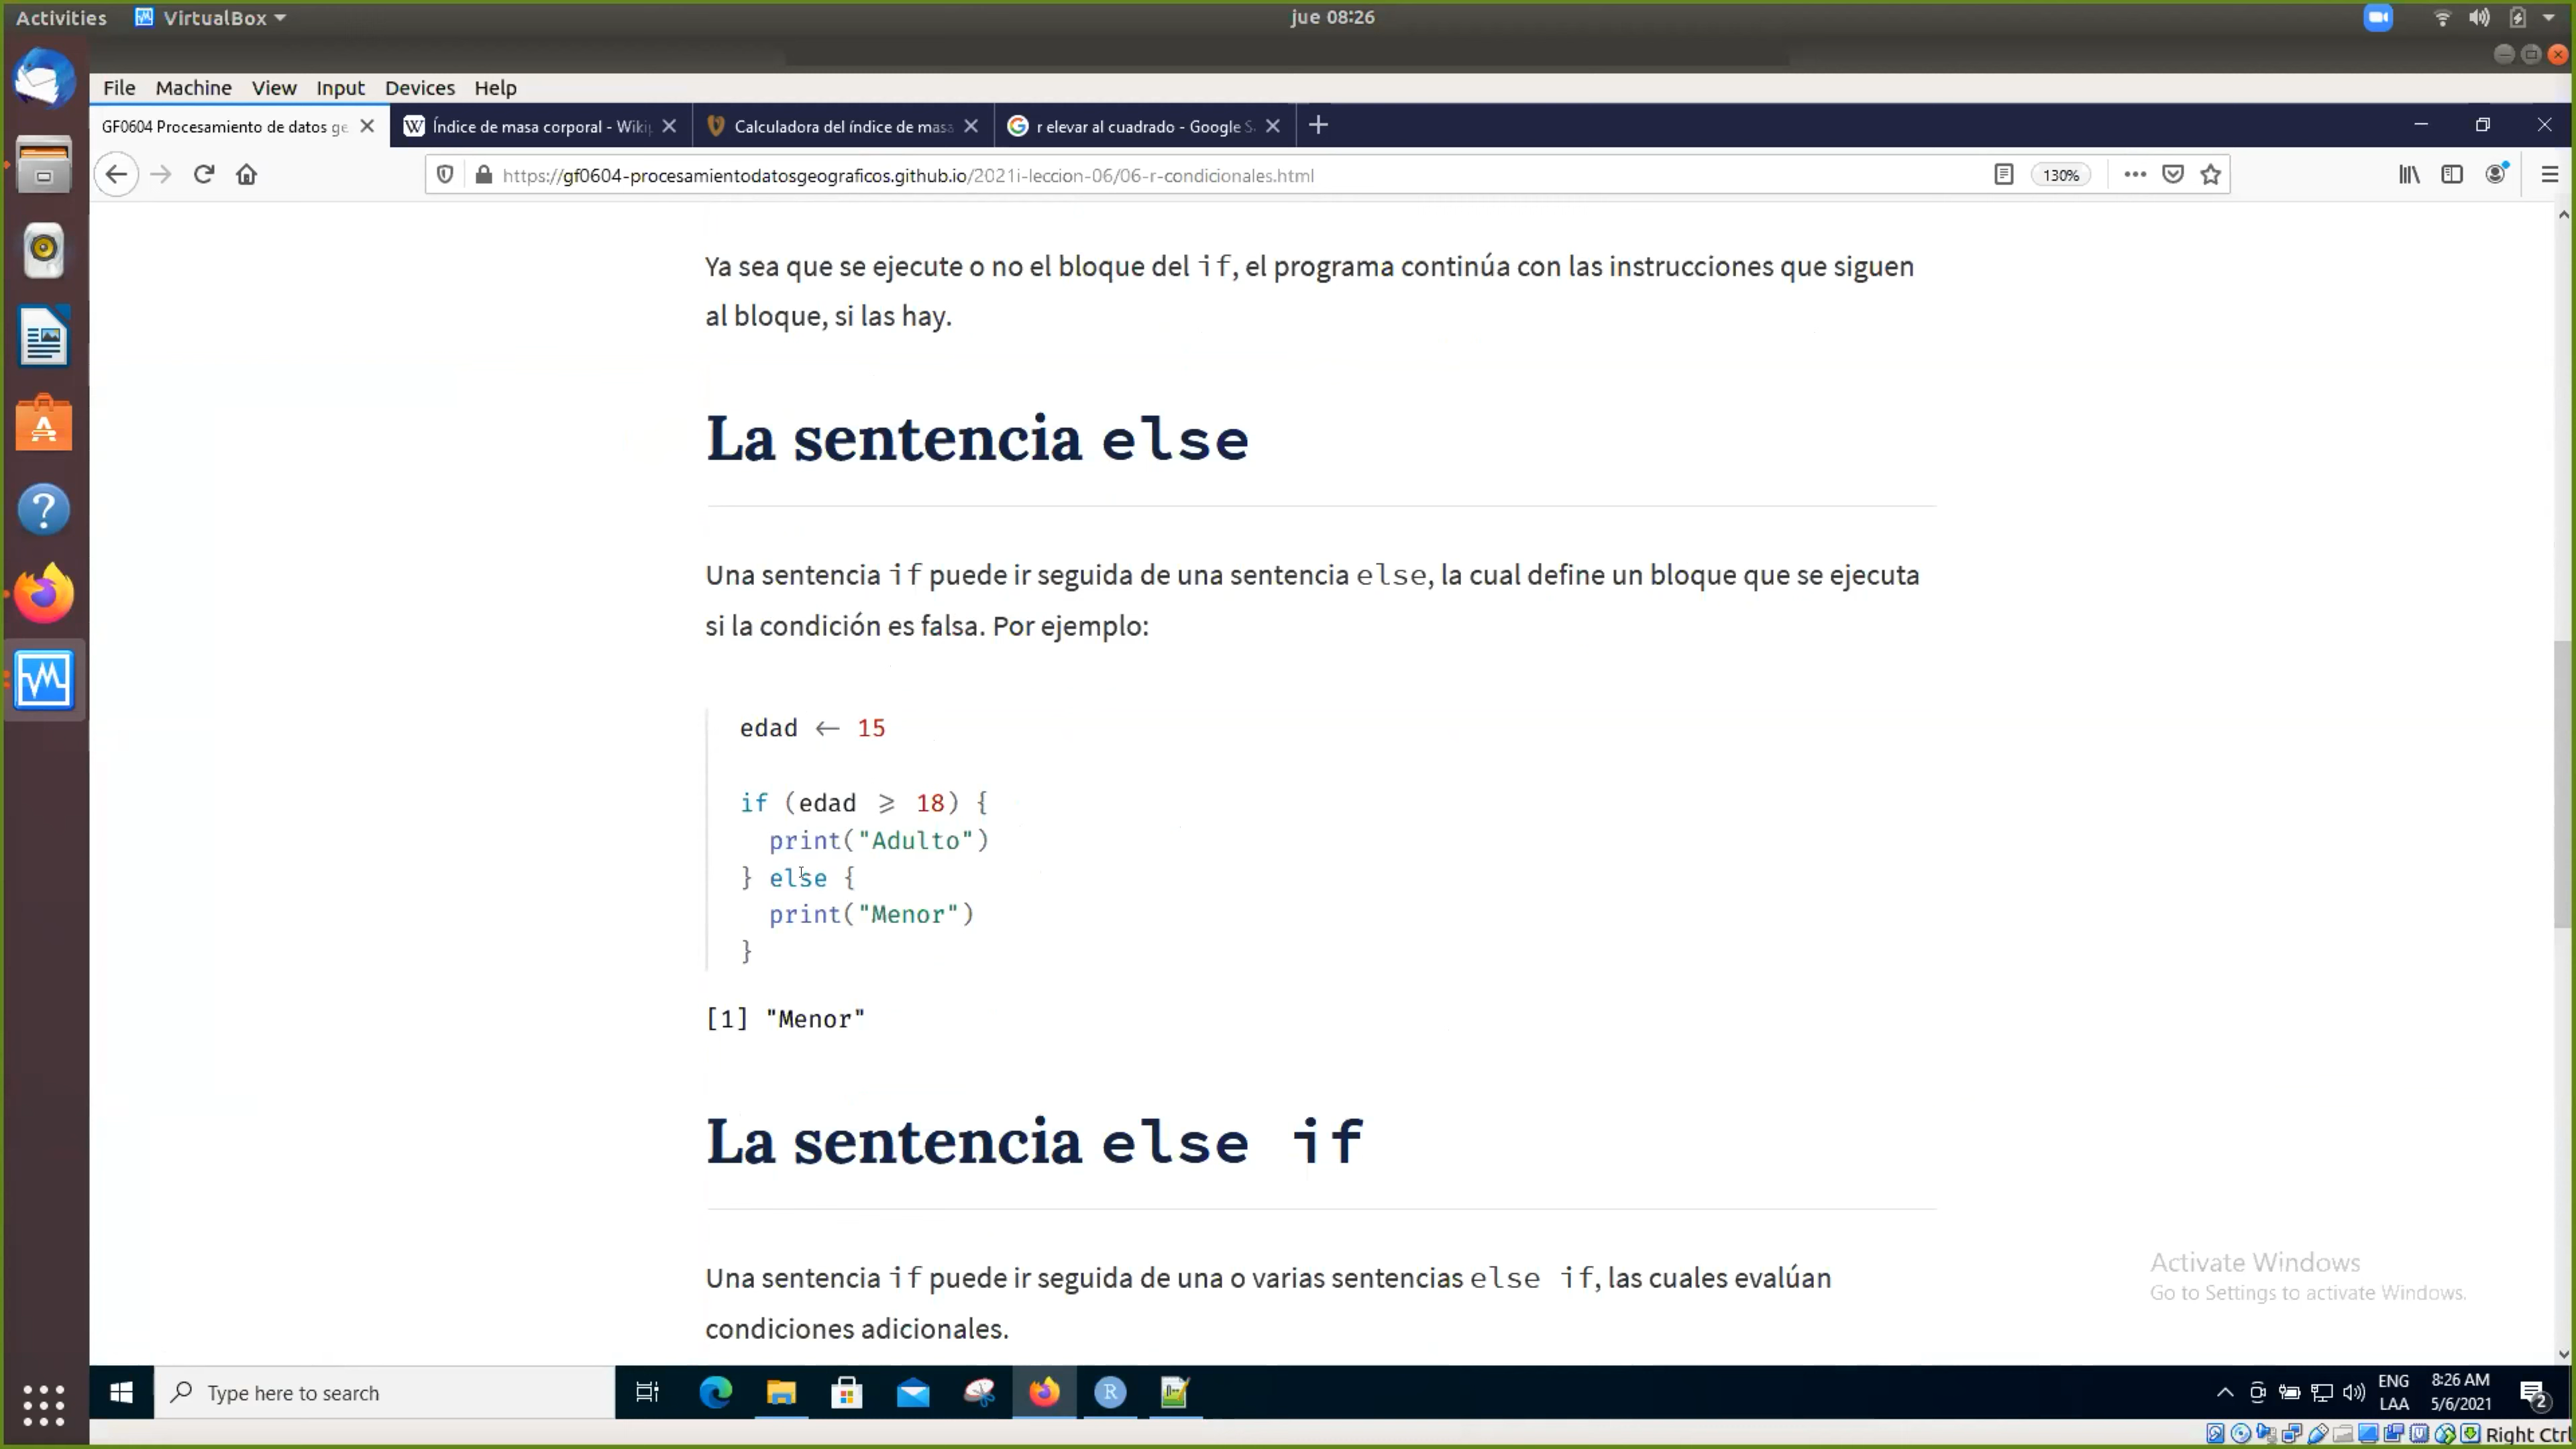 Activities VirtualBox jue 08:26
File Machine View Input Devices Help
GF0604 Procesamiento de datos ge Índice de masa corporal - Wiki Calculadora del índice de masa r elevar al cuadrado - Google S
https://gf0604-procesamientodatosgeograficos.github.io/2021i-leccion-06/06-r-condicionales.html 130%
Ya sea que se ejecute o no el bloque del if, el programa continúa con las instrucciones que siguen
al bloque, si las hay.
La sentencia else
Una sentencia if puede ir seguida de una sentencia else, la cual define un bloque que se ejecuta
si la condición es falsa. Por ejemplo:
edad ← 15
if (edad ⩾ 18) {
print("Adulto")
} else {
print("Menor")
}
[1] "Menor"
La sentencia else if
Una sentencia if puede ir seguida de una o varias sentencias else if, las cuales evalúan
condiciones adicionales.
Activate Windows
Go to Settings to activate Windows.
Type here to search
ENG 8:26 AM
LAA 5/6/2021 2
Right Ctrl